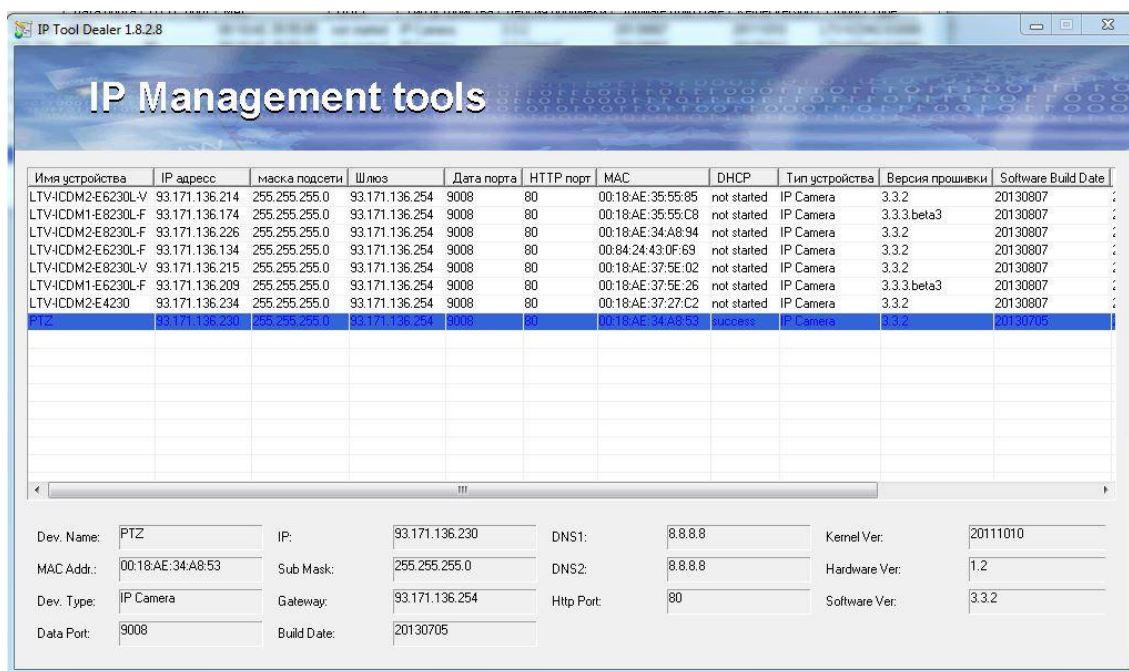 IP Tool Dealer 1.8.2.8
IP Management tools
Имя устройства IP адресс маска подсети Шлюз Дата порта HTTP порт MAC DHCP Тип устройства Версия прошивки Software Build Date
LTV-ICDM2-E6230L-V 93.171.136.214 255.255.255.0 93.171.136.254 9008 80 00:18:AE:35:55:85 not started IP Camera 3.3.2 20130807
LTV-ICDM1-E8230L-F 93.171.136.174 255.255.255.0 93.171.136.254 9008 80 00:18:AE:35:55:C8 not started IP Camera 3.3.3.beta3 20130807
LTV-ICDM2-E8230L-F 93.171.136.226 255.255.255.0 93.171.136.254 9008 80 00:18:AE:34:A8:94 not started IP Camera 3.3.2 20130807
LTV-ICDM2-E6230L-F 93.171.136.134 255.255.255.0 93.171.136.254 9008 80 00:84:24:43:0F:69 not started IP Camera 3.3.2 20130807
LTV-ICDM2-E8230L-V 93.171.136.215 255.255.255.0 93.171.136.254 9008 80 00:18:AE:37:5E:02 not started IP Camera 3.3.2 20130807
LTV-ICDM1-E6230L-F 93.171.136.209 255.255.255.0 93.171.136.254 9008 80 00:18:AE:37:5E:26 not started IP Camera 3.3.3.beta3 20130807
LTV-ICDM2-E4230 93.171.136.234 255.255.255.0 93.171.136.254 9008 80 00:18:AE:37:27:C2 not started IP Camera 3.3.2 20130807
PTZ 93.171.136.230 255.255.255.0 93.171.136.254 9008 80 00:18:AE:34:A8:53 success IP Camera 3.3.2 20130705
Dev. Name: PTZ IP: 93.171.136.230 DNS1: 8.8.8.8 Kernel Ver: 20111010
MAC Addr.: 00:18:AE:34:A8:53 Sub Mask: 255.255.255.0 DNS2: 8.8.8.8 Hardware Ver: 1.2
Dev. Type: IP Camera Gateway: 93.171.136.254 Http Port: 80 Software Ver: 3.3.2
Data Port: 9008 Build Date: 20130705